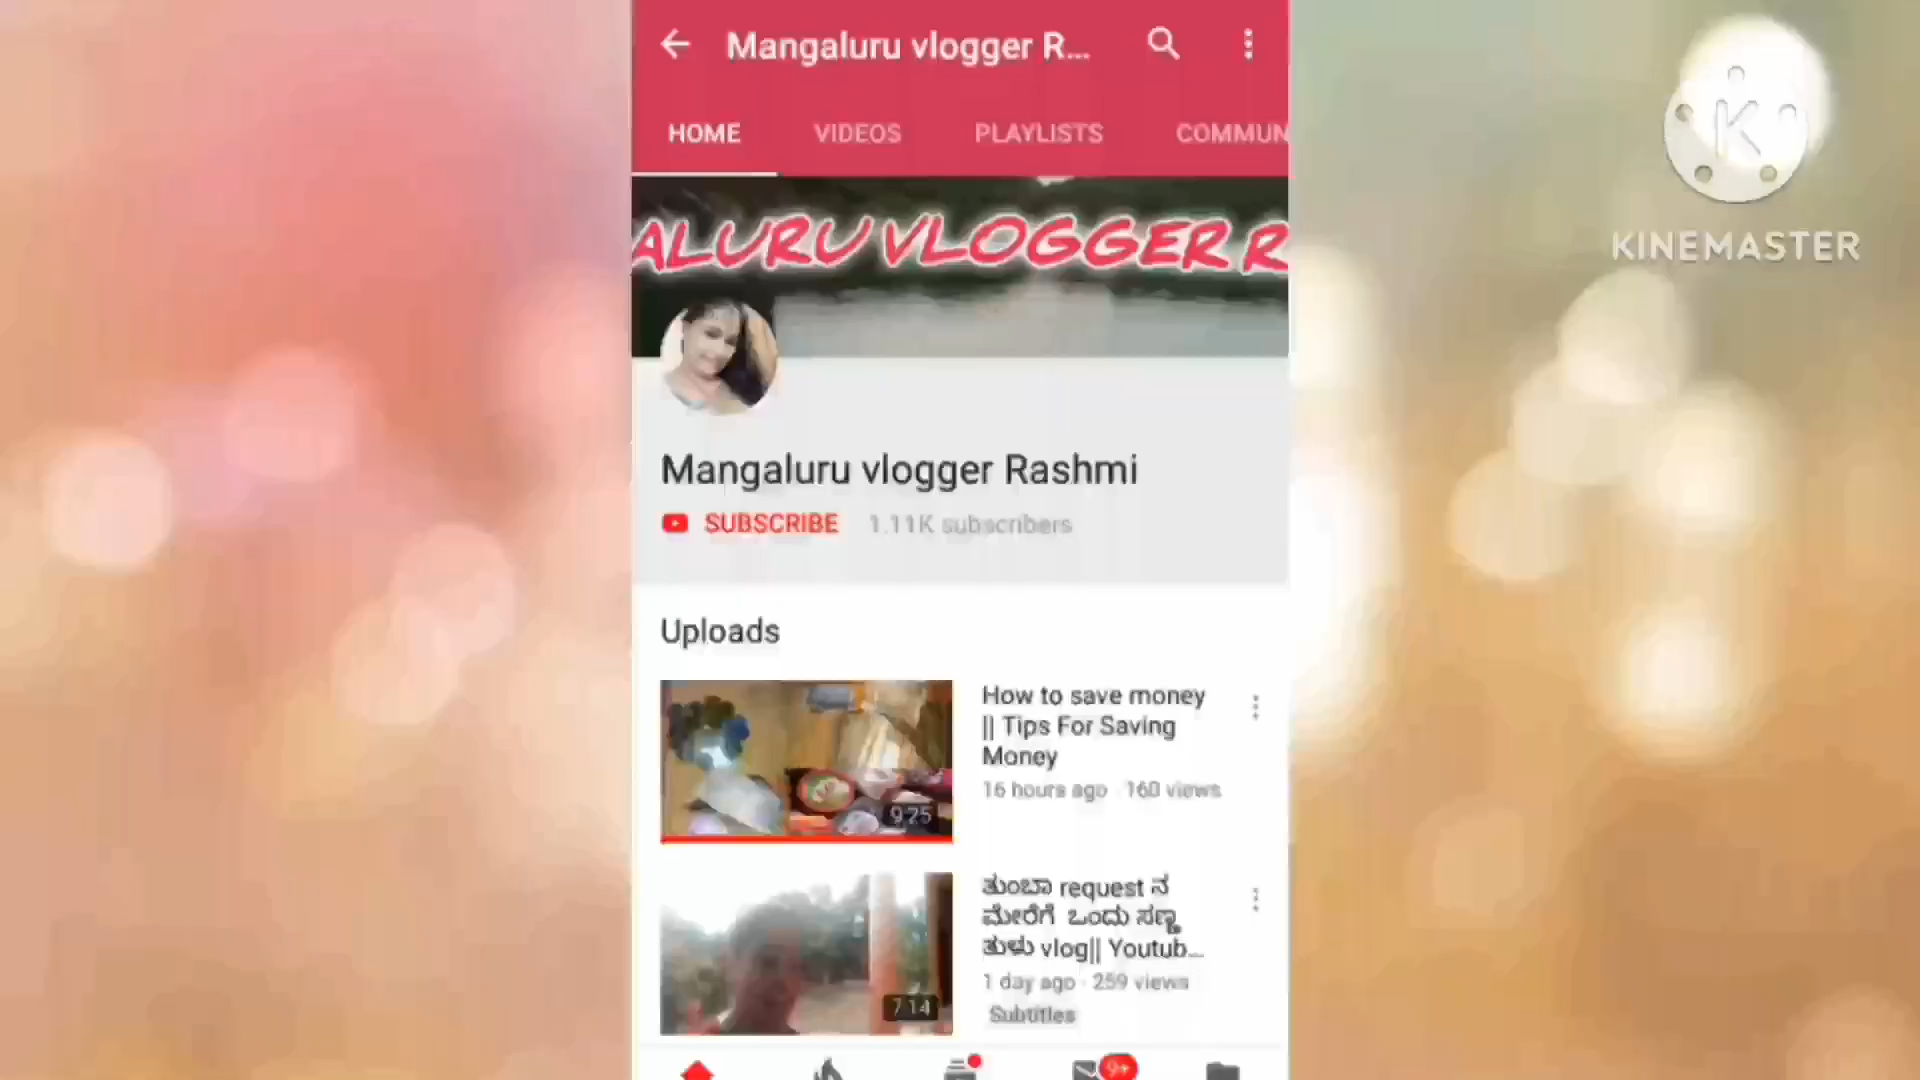 Mangaluru vlogger R...
HOME VIDEOS PLAYLISTS COMMUN
ALURU VLOGGER R
K
KINEMASTER
Mangaluru vlogger Rashmi
SUBSCRIBE 1.11K subscribers
Uploads
How to save money
|| Tips For Saving
Money
16 hours ago · 160 views
9:25
ತುಂಬಾ request ನ
ಮೇರೆಗೆ ಒಂದು ಸಣ್ಣ
ತುಳು vlog|| Youtub...
1 day ago · 259 views
7:14
Subtitles
9+